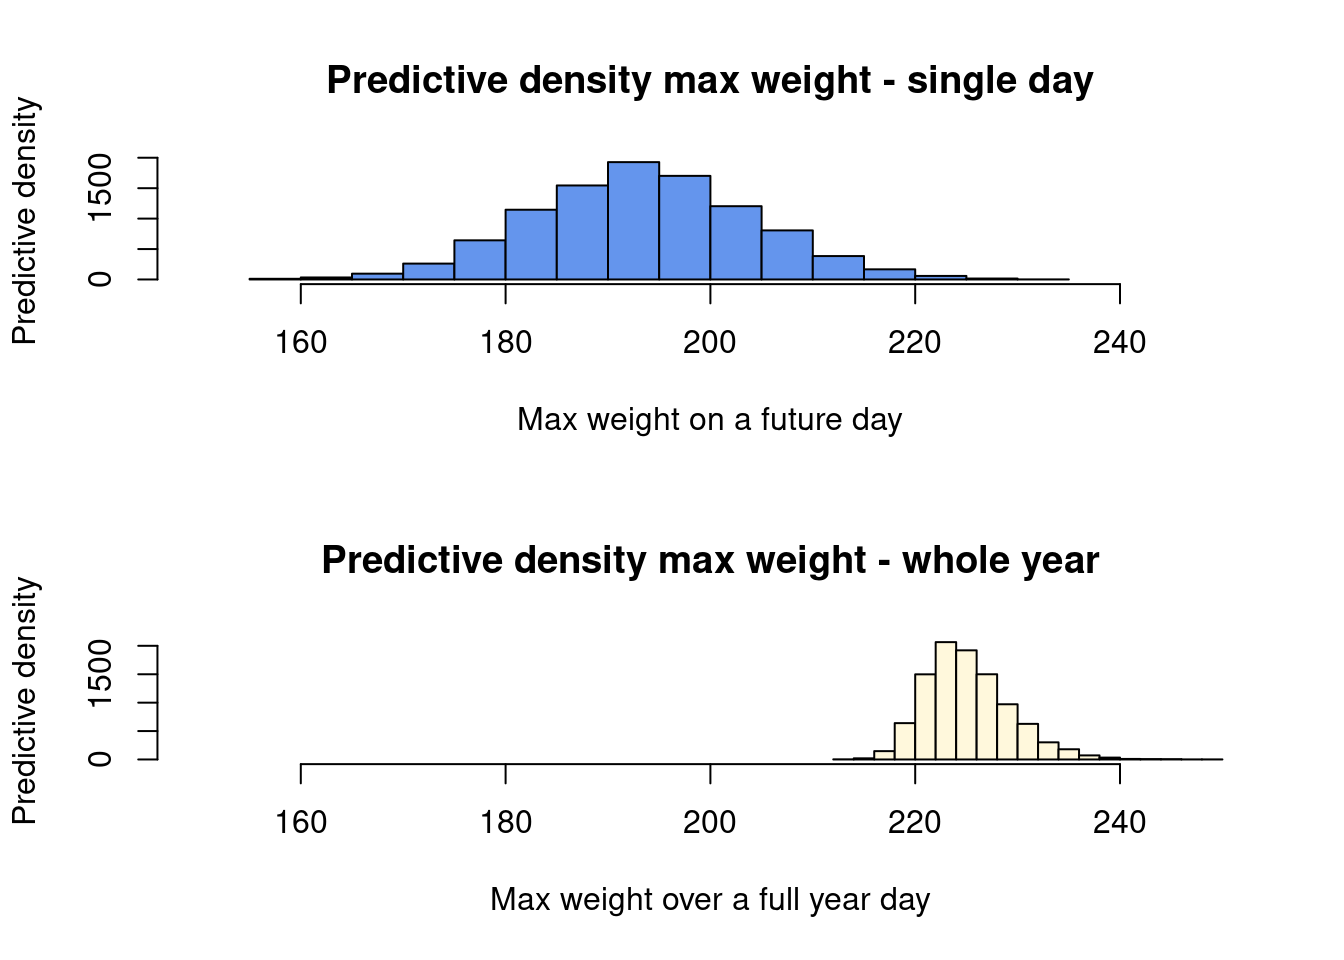 Predictive density max weight - single day
Predictive density
1500
0
160 180 200 220 240
Max weight on a future day
Predictive density max weight - whole year
Predictive density
1500
0
160 180 200 220 240
Max weight over a full year day